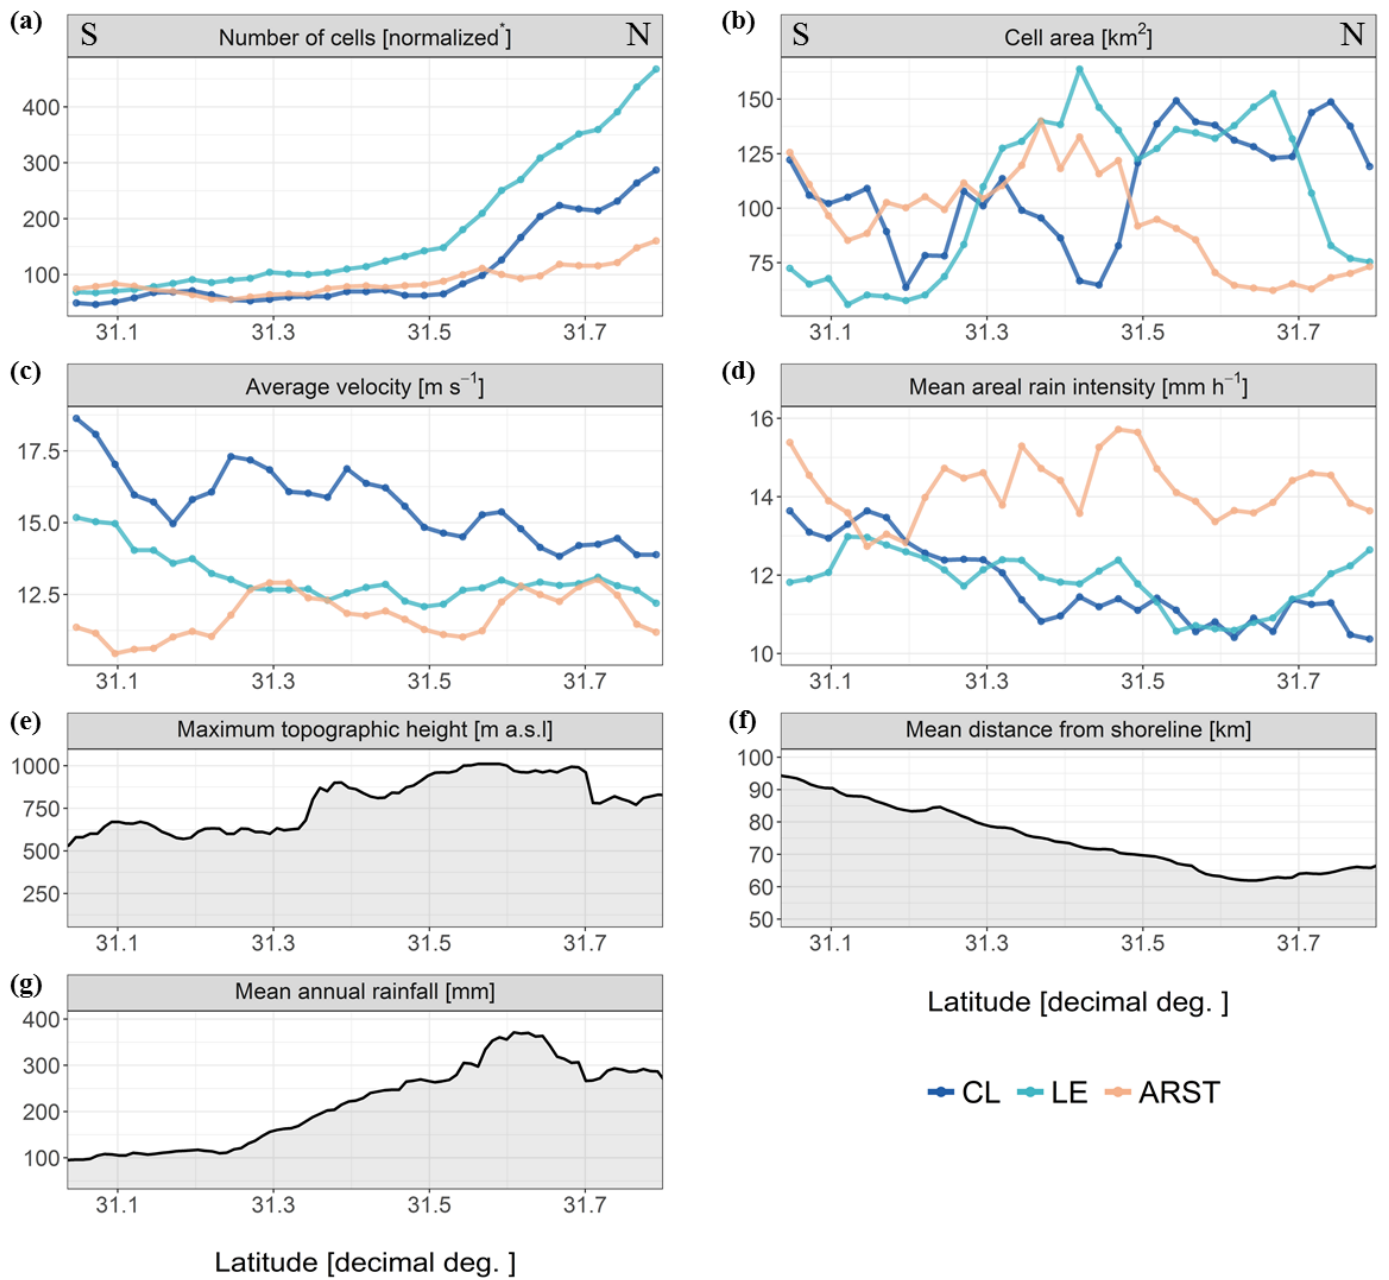 (a)
S Number of cells [normalized*] N
400
300
200
100
31.1 31.3 31.5 31.7
(b)
S Cell area [km²] N
150
125
100
75
31.1 31.3 31.5 31.7
(c)
Average velocity [m s⁻¹]
17.5
15.0
12.5
31.1 31.3 31.5 31.7
(d)
Mean areal rain intensity [mm h⁻¹]
16
14
12
10
31.1 31.3 31.5 31.7
(e)
Maximum topographic height [m a.s.l]
1000
750
500
250
31.1 31.3 31.5 31.7
(f)
Mean distance from shoreline [km]
100
90
80
70
60
50
31.1 31.3 31.5 31.7
Latitude [decimal deg. ]
(g)
Mean annual rainfall [mm]
400
300
200
100
31.1 31.3 31.5 31.7
Latitude [decimal deg. ]
CL LE ARST